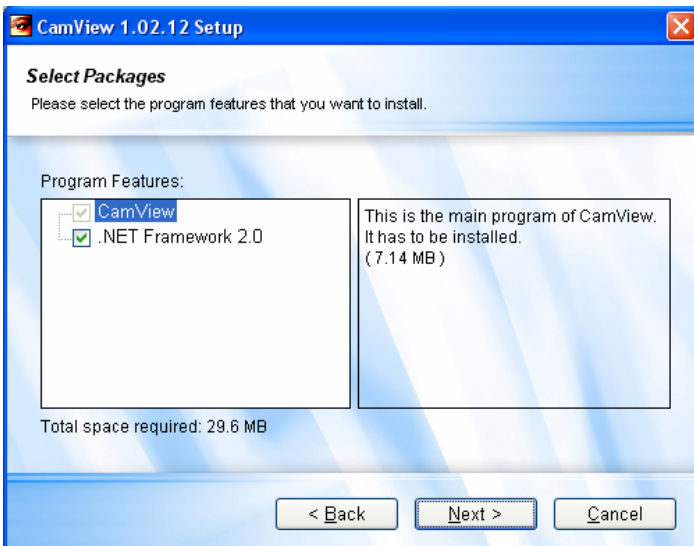 CamView 1.02.12 Setup
Select Packages
Please select the program features that you want to install.
Program Features:
CamView
.NET Framework 2.0
This is the main program of CamView.
It has to be installed.
( 7.14 MB )
Total space required: 29.6 MB
< Back
Next >
Cancel